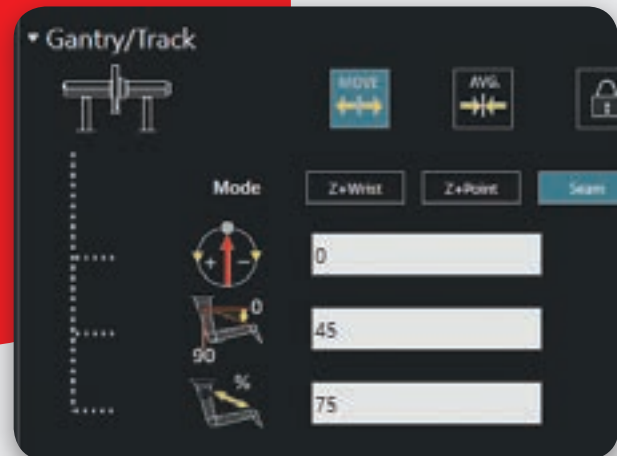 Gantry/Track
MOVE
AVG.
Mode
Z+Wrist
Z+Point
Seam
+ −
0
0
90
45
%
75